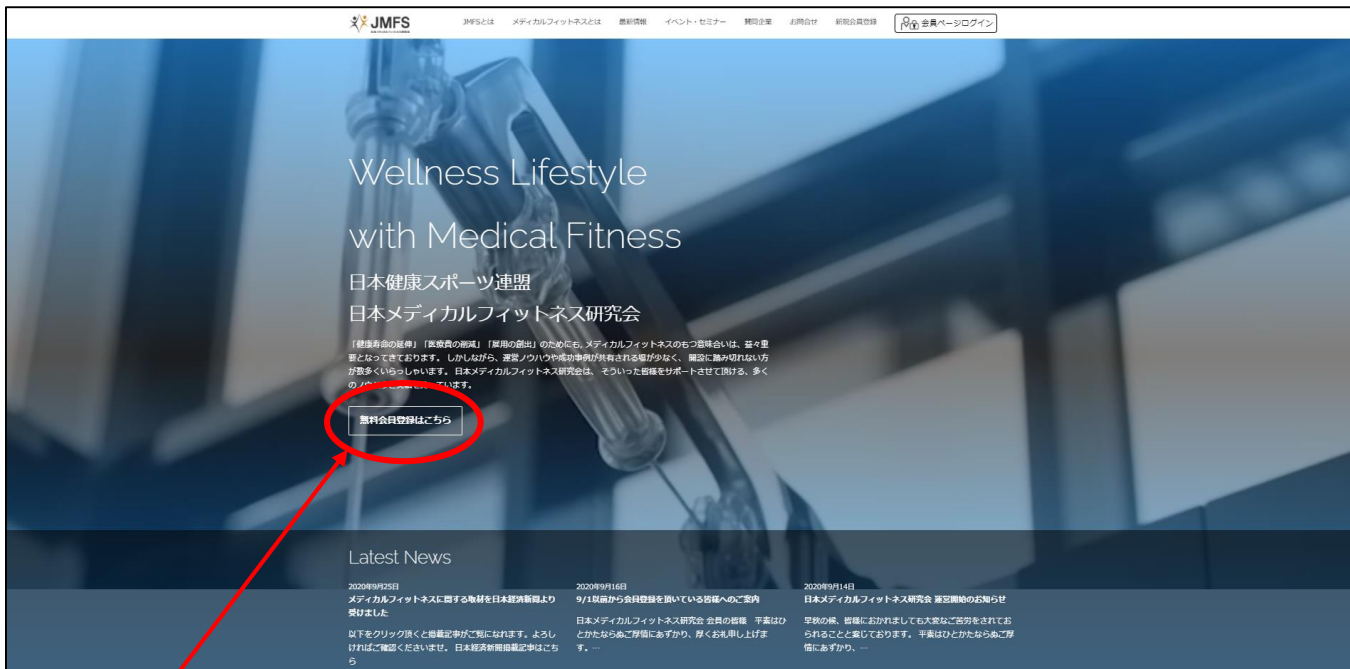 JMFS
JMFSとは メディカルフィットネスとは 最新情報 イベント・セミナー 賛同企業 お問合せ 新規会員登録 会員ページログイン
Wellness Lifestyle
with Medical Fitness
日本健康スポーツ連盟
日本メディカルフィットネス研究会
「健康寿命の延伸」「医療費の削減」「雇用の創出」のためにも、メディカルフィットネスのもつ意味合いは、益々重
要となってきております。 しかしながら、運営ノウハウや成功事例が共有される場が少なく、 開設に踏み切れない方
が数多くいらっしゃいます。 日本メディカルフィットネス研究会は、 そういった皆様をサポートさせて頂ける、多く
のノウハウと ています。
無料会員登録はこちら
Latest News
2020年9月25日
メディカルフィットネスに関する取材を日本経済新聞より
受けました
以下をクリック頂くと掲載記事がご覧になれます。よろし
ければご確認くださいませ。 日本経済新聞掲載記事はこち
ら
2020年9月16日
9/1以前から会員登録を頂いている皆様へのご案内
日本メディカルフィットネス研究会 会員の皆様 平素はひ
とかたならぬご厚情にあずかり、厚くお礼申し上げま
す。…
2020年9月14日
日本メディカルフィットネス研究会 運営開始のお知らせ
早秋の候、皆様におかれましても大変なご苦労をされてお
られることと案じております。 平素はひとかたならぬご厚
情にあずかり、…